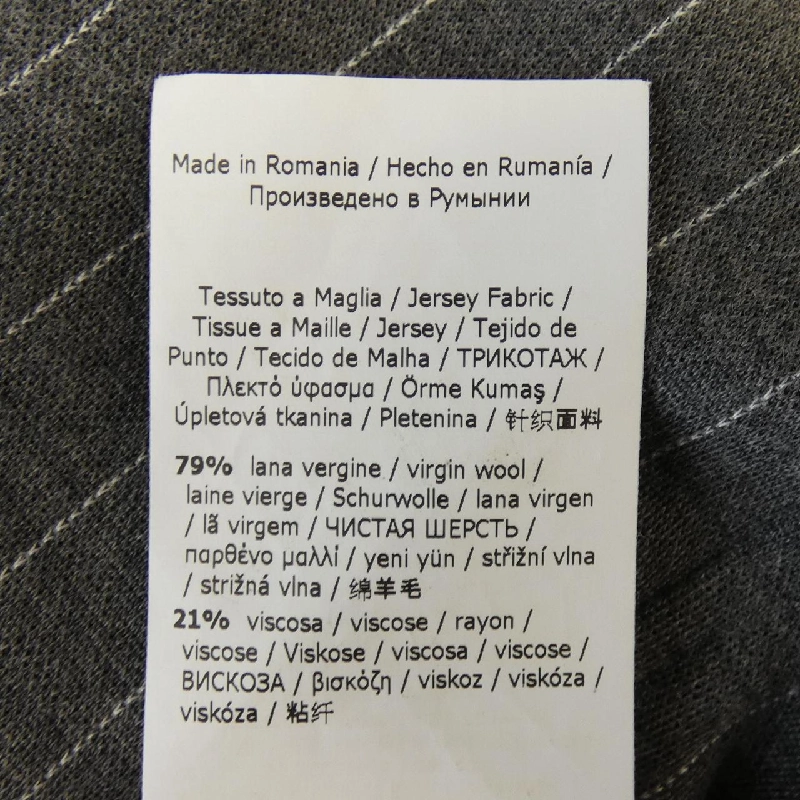 Made in Romania / Hecho en Rumanía /
Произведено в Румынии
Tessuto a Maglia / Jersey Fabric /
Tissue a Maille / Jersey / Tejido de
Punto / Tecido de Malha / ТРИКОТАЖ /
Πλεκτό ύφασμα / Örme Kumaş /
Úpletová tkanina / Pletenina / 针织面料
79% lana vergine / virgin wool /
laine vierge / Schurwolle / lana virgen
/ lã virgem / ЧИСТАЯ ШЕРСТЬ /
παρθένο μαλλί / yeni yün / střižní vlna
/ strižná vlna / 绵羊毛
21% viscosa / viscose / rayon /
viscose / Viskose / viscosa / viscose /
ВИСКОЗА / βισκόζη / viskoz / viskóza /
viskóza / 粘纤